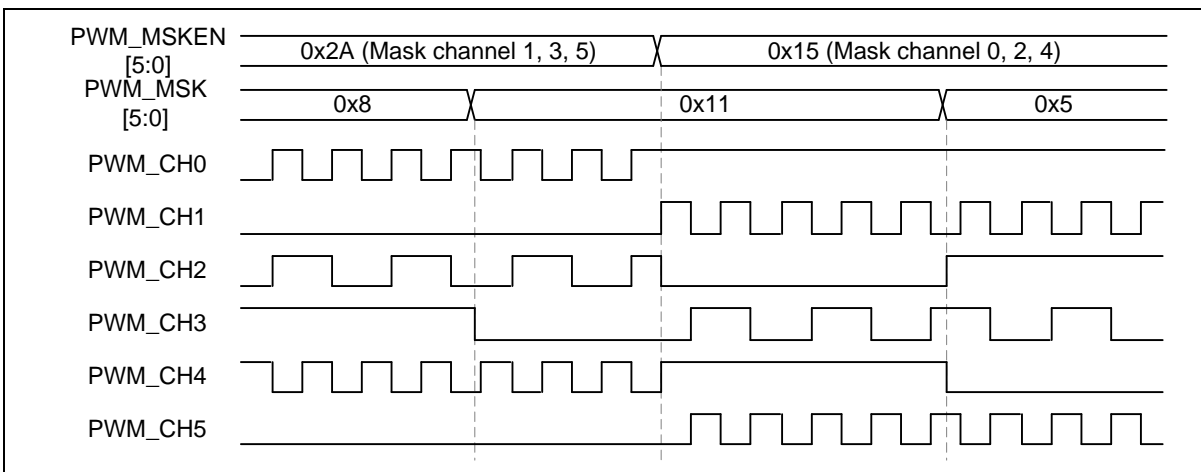 PWM_MSKEN
[5:0]
0x2A (Mask channel 1, 3, 5)
0x15 (Mask channel 0, 2, 4)
PWM_MSK
[5:0]
0x8
0x11
0x5
PWM_CH0
PWM_CH1
PWM_CH2
PWM_CH3
PWM_CH4
PWM_CH5